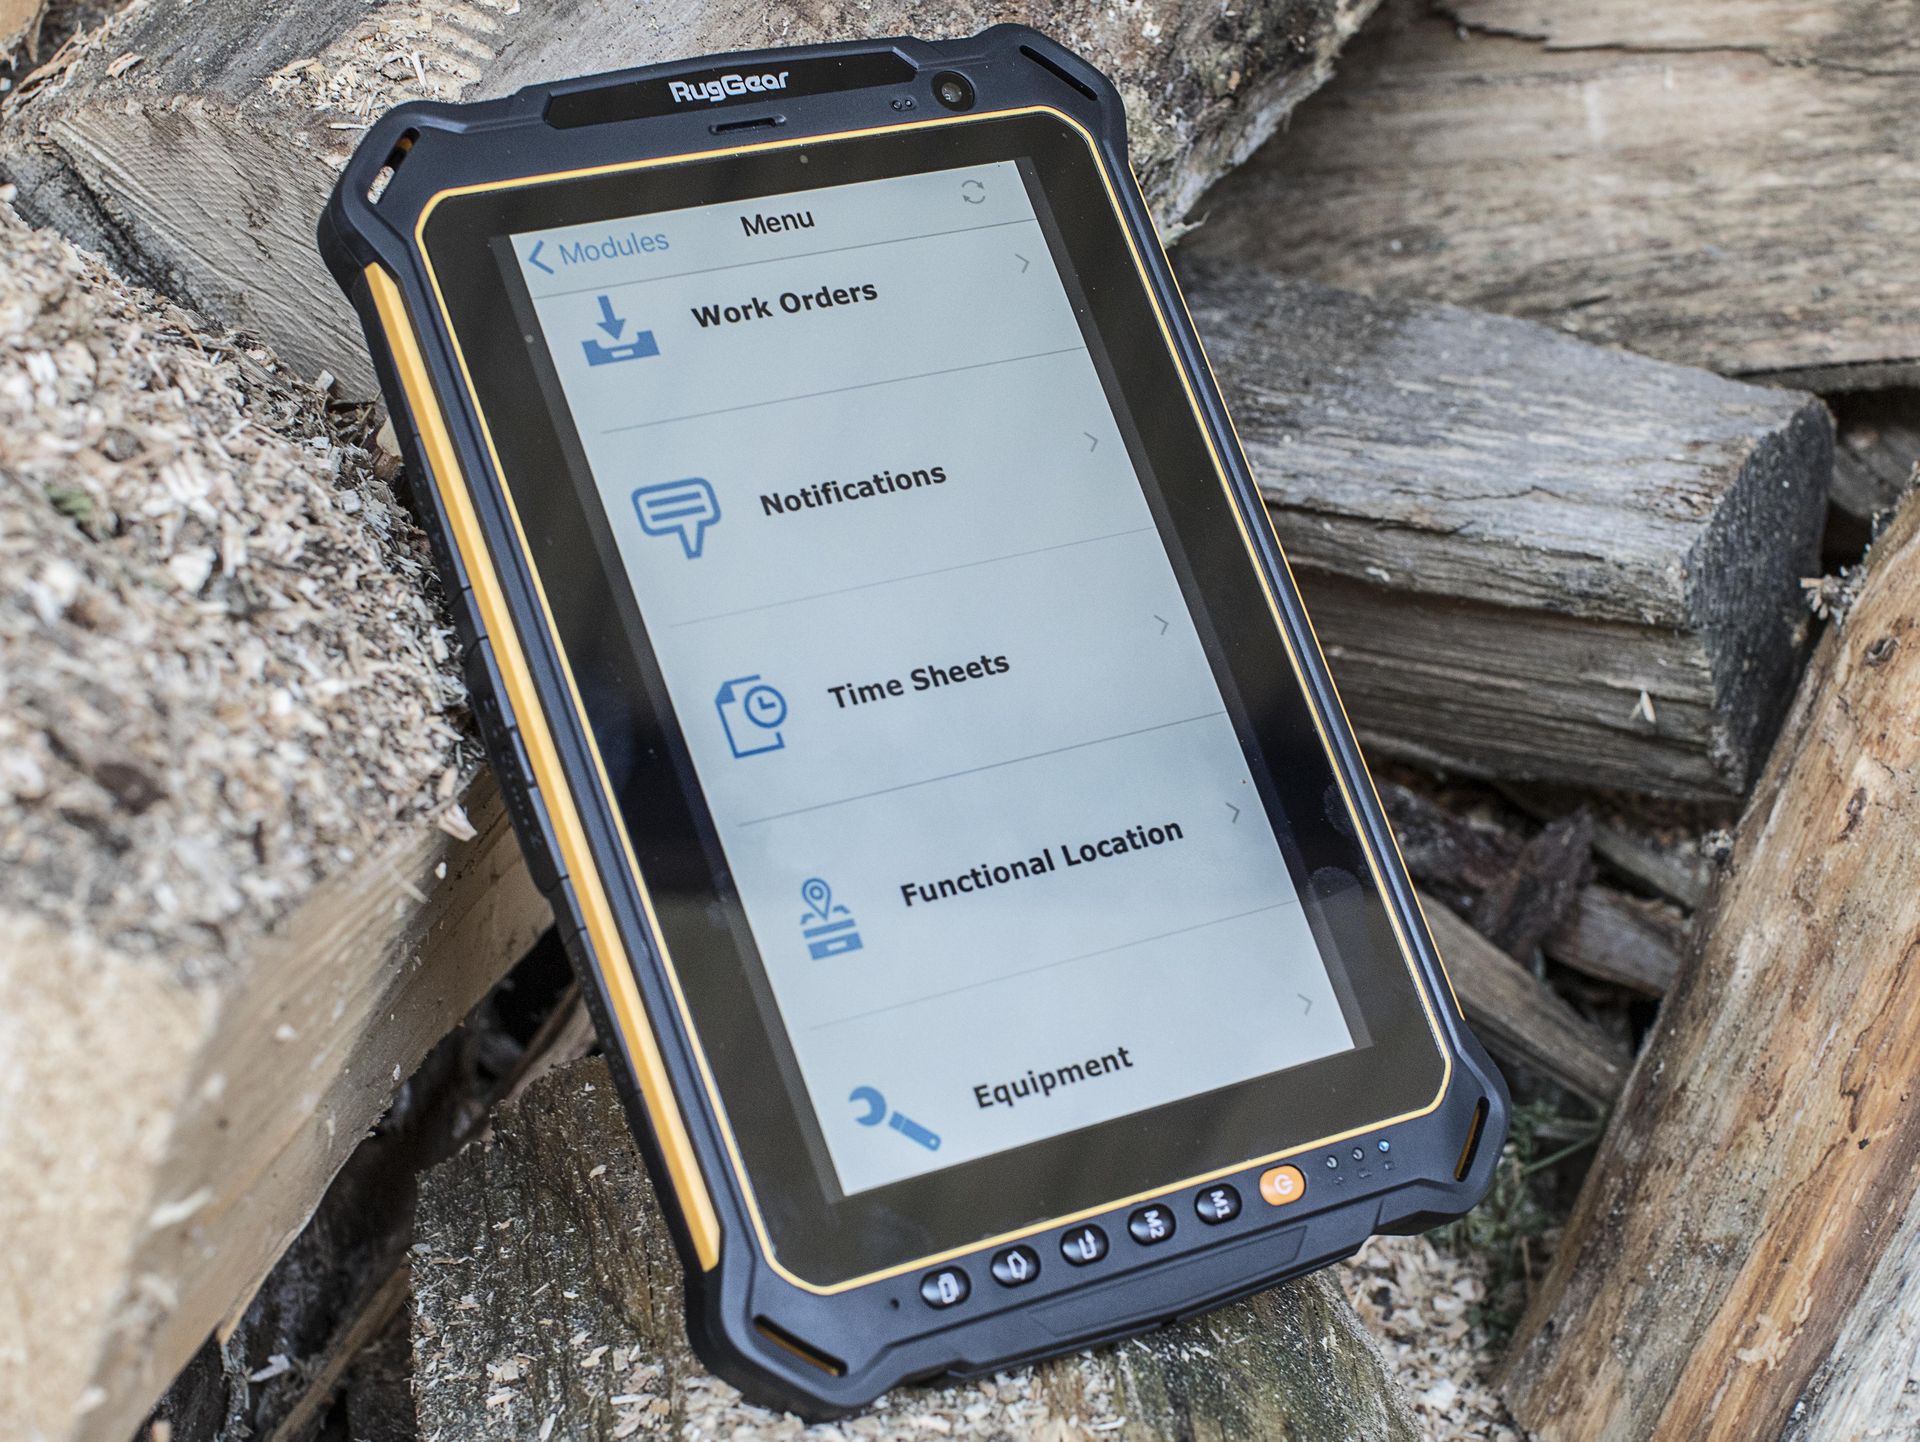 RugGear
Modules
Menu
Work Orders
Notifications
Time Sheets
Functional Location
Equipment
M2
M1